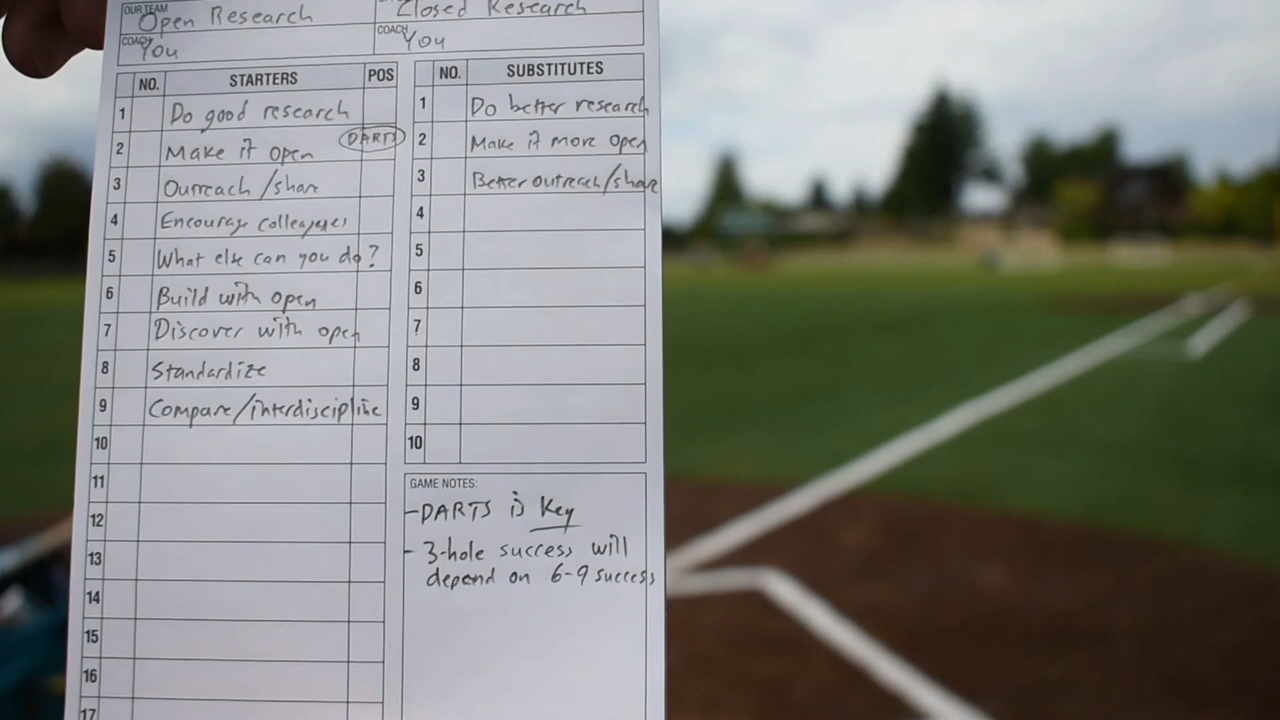 OUR TEAM
Open Research
Closed Research
COACH
You
COACH
You
NO. STARTERS POS
1 Do good research
2 Make it open DARTS
3 Outreach/share
4 Encourage colleagues
5 What else can you do?
6 Build with open
7 Discover with open
8 Standardize
9 Compare/interdiscipline
10
11
12
13
14
15
16
17
NO. SUBSTITUTES
1 Do better research
2 Make it more open
3 Better outreach/share
4
5
6
7
8
9
10
GAME NOTES:
- DARTS is Key
- 3-hole success will
depend on 6-9 success